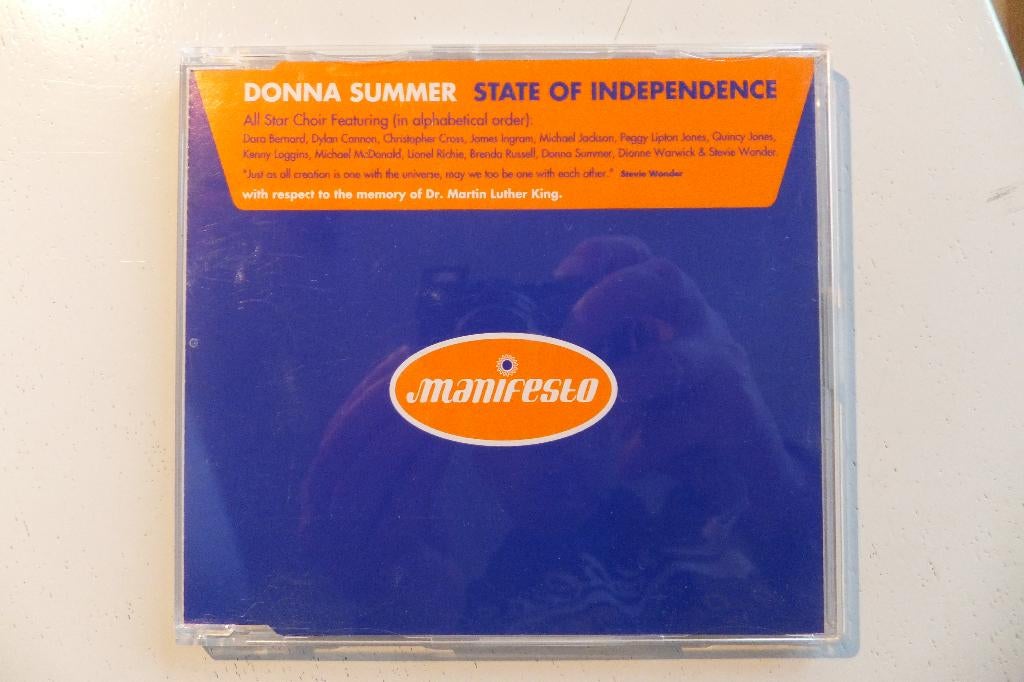 DONNA SUMMER STATE OF INDEPENDENCE
All Star Choir Featuring (in alphabetical order):
Dara Bernard, Dylan Cannon, Christopher Cross, James Ingram, Michael Jackson, Peggy Lipton Jones, Quincy Jones,
Kenny Loggins, Michael McDonald, Lionel Richie, Brenda Russell, Donna Summer, Dionne Warwick & Stevie Wonder.
"Just as all creation is one with the universe, may we too be one with each other." Stevie Wonder
with respect to the memory of Dr. Martin Luther King.
manifesto